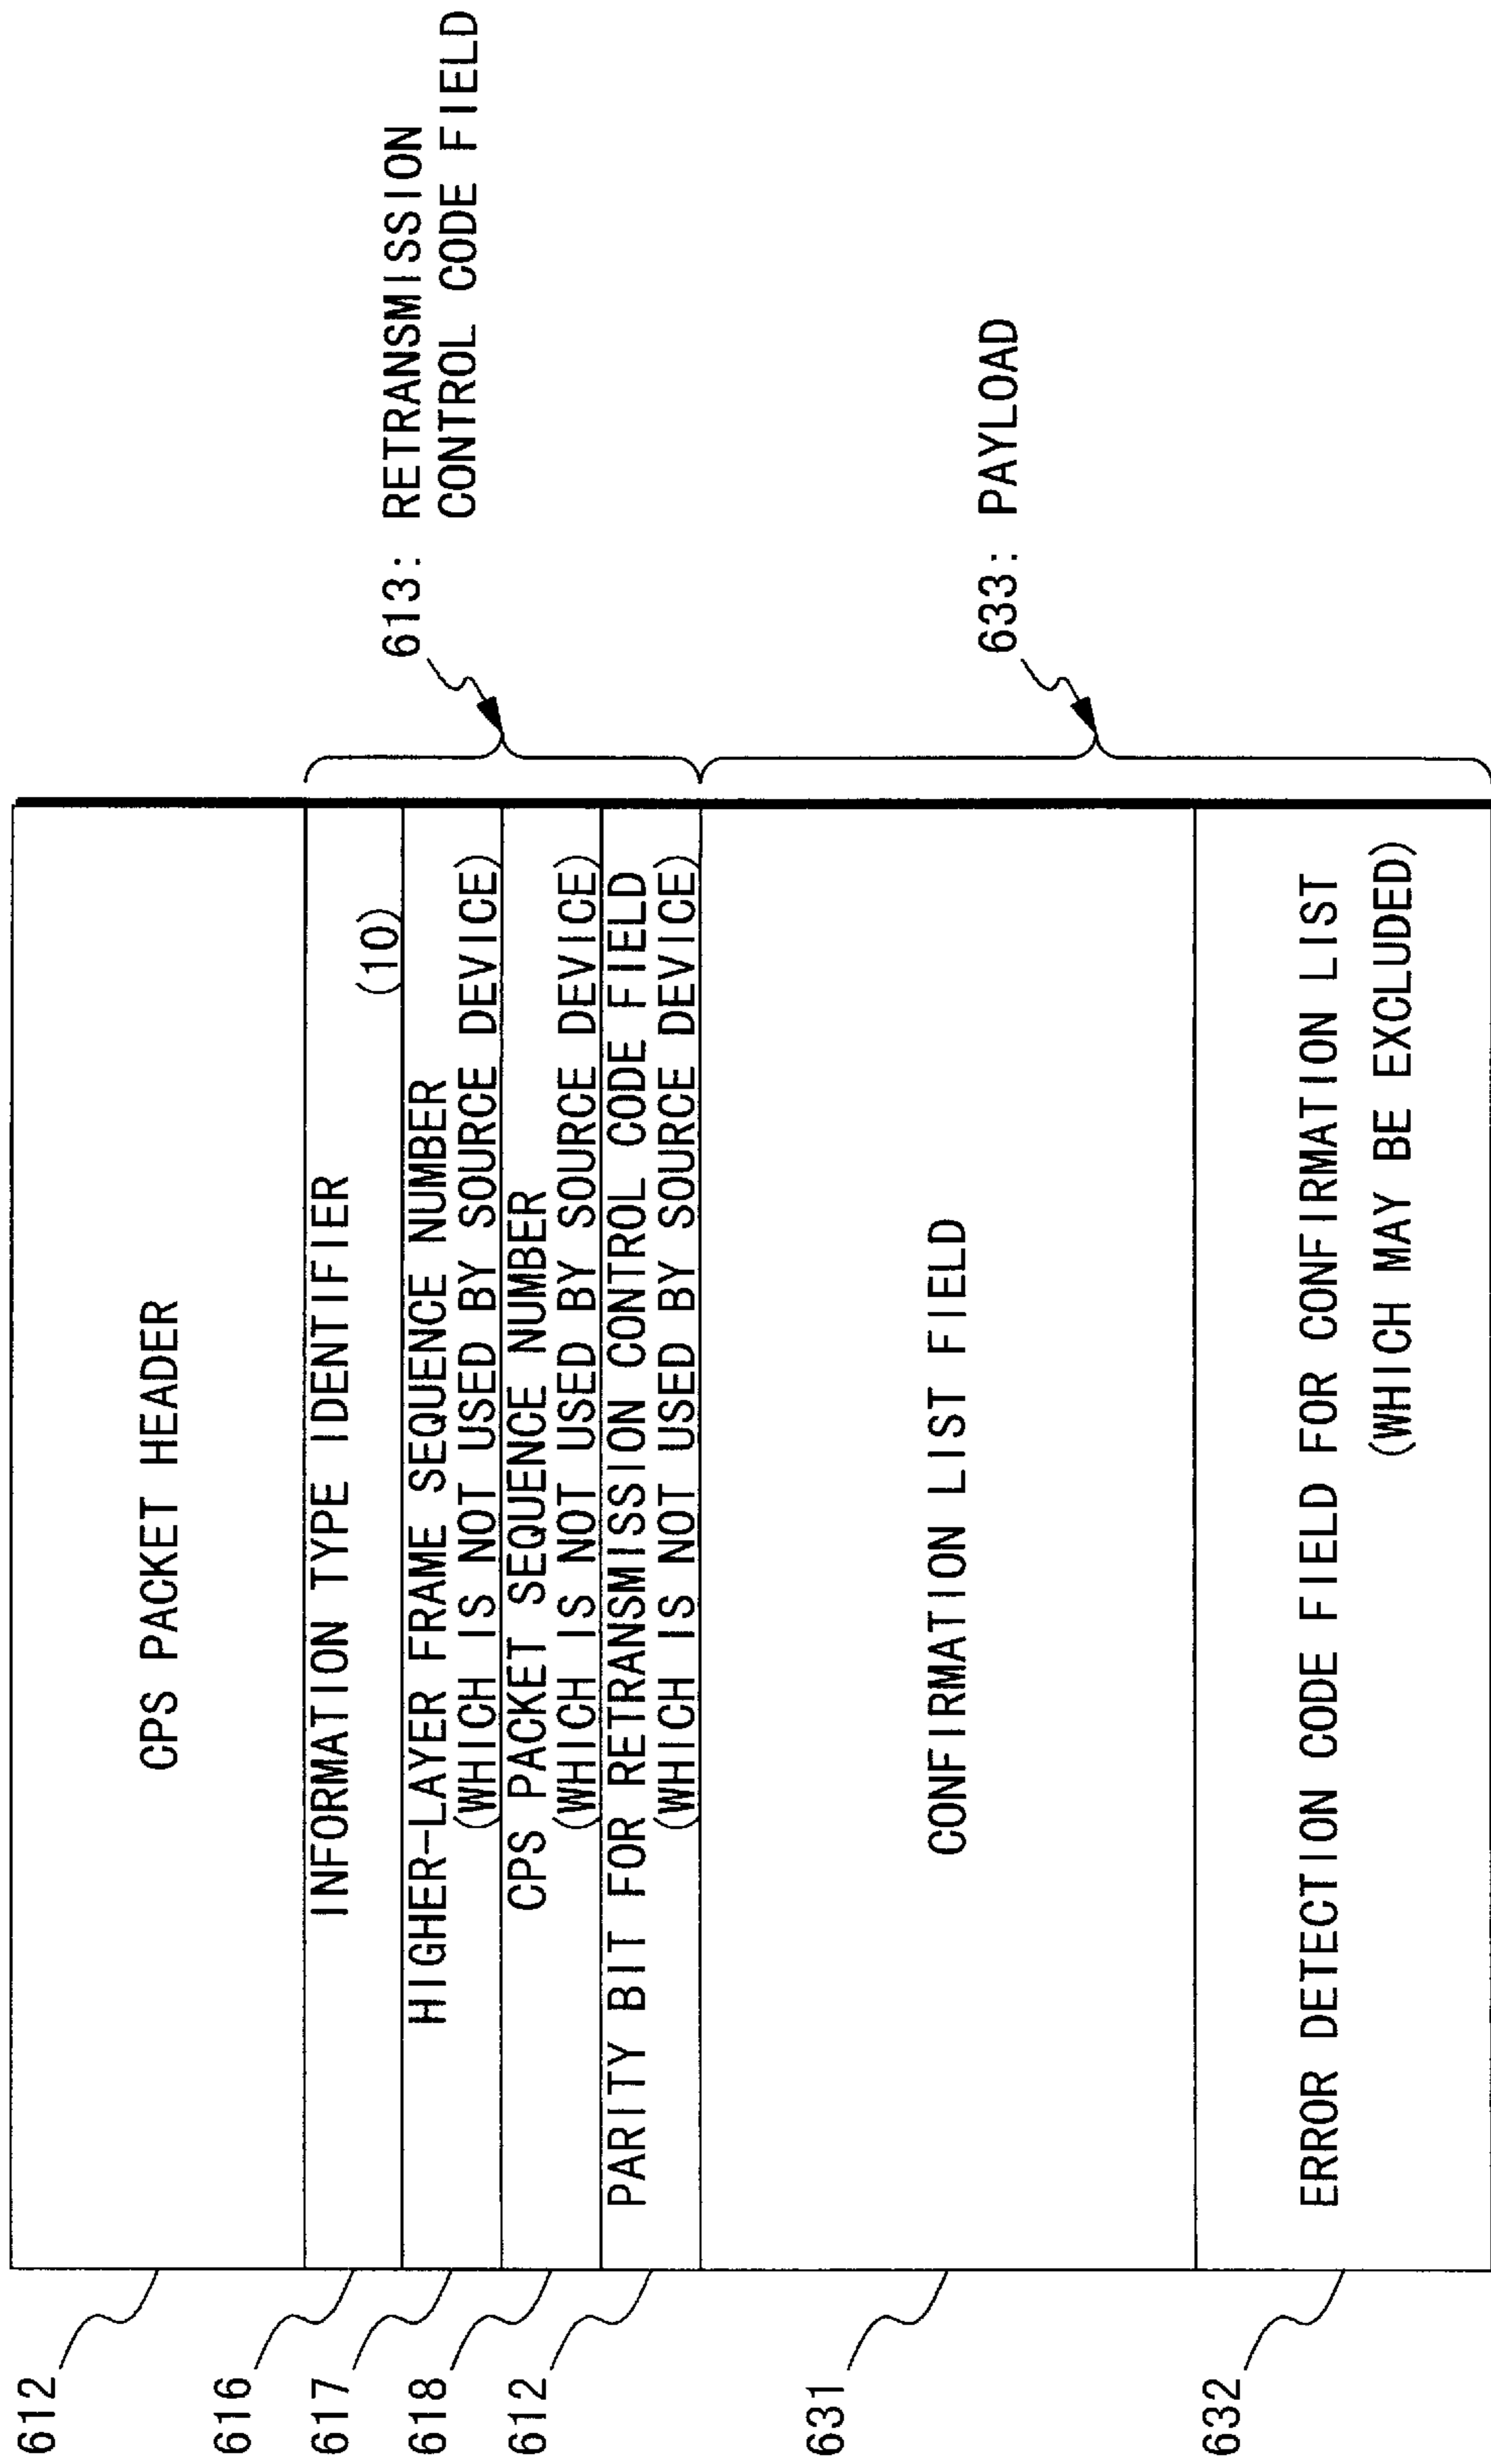 612
CPS PACKET HEADER
616
INFORMATION TYPE IDENTIFIER
(10)
617
HIGHER-LAYER FRAME SEQUENCE NUMBER
(WHICH IS NOT USED BY SOURCE DEVICE)
618
CPS PACKET SEQUENCE NUMBER
(WHICH IS NOT USED BY SOURCE DEVICE)
612
PARITY BIT FOR RETRANSMISSION CONTROL CODE FIELD
(WHICH IS NOT USED BY SOURCE DEVICE)
613: RETRANSMISSION
CONTROL CODE FIELD
631
CONFIRMATION LIST FIELD
632
ERROR DETECTION CODE FIELD FOR CONFIRMATION LIST
(WHICH MAY BE EXCLUDED)
633: PAYLOAD